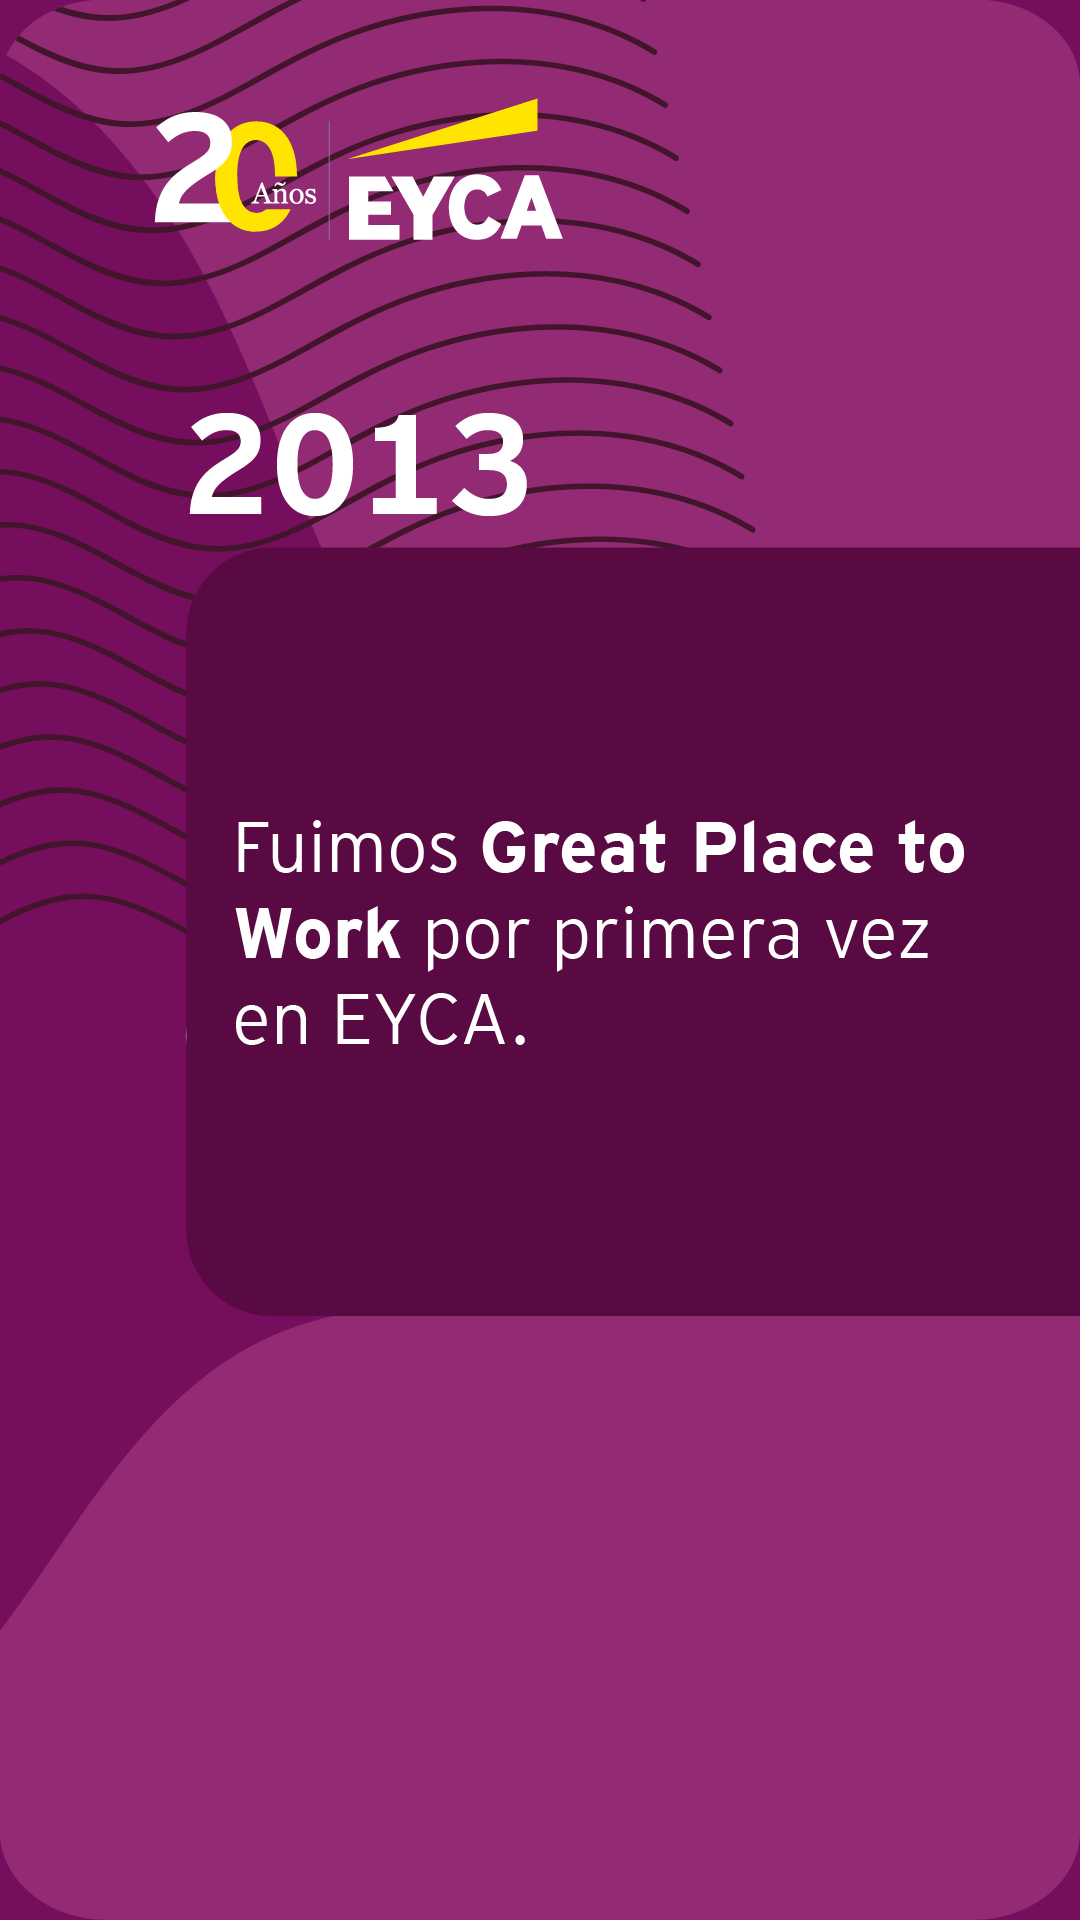 20 Años
EYCA
2013
Fuimos Great Place to
Work por primera vez
en EYCA.